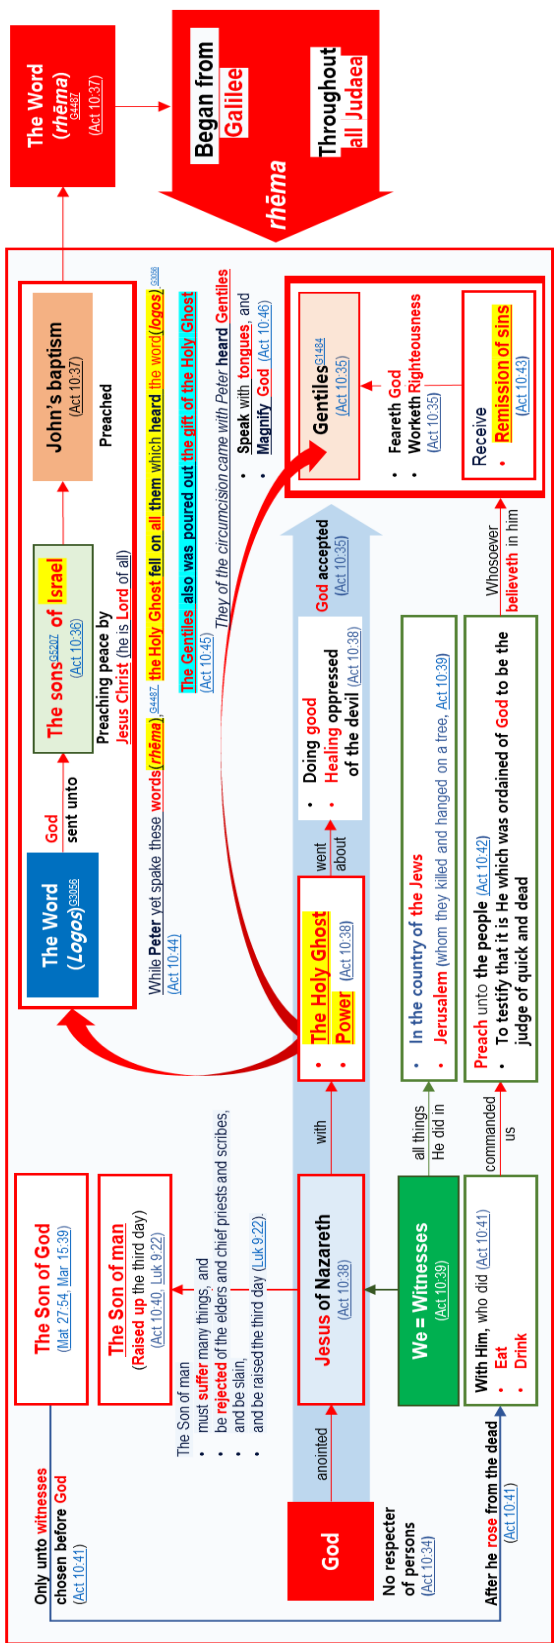 Only unto witnesses
chosen before God
(Act 10:41)
The Son of God
(Mat 27:54, Mar 15:39)
The Son of man
(Raised up the third day)
(Act 10:40, Luk 9:22)
The Son of man
• must suffer many things, and
• be rejected of the elders and chief priests and scribes,
• and be slain,
• and be raised the third day (Luk 9:22).
God
No respecter
of persons
(Act 10:34)
anointed
Jesus of Nazareth
(Act 10:38)
with
• The Holy Ghost
• Power (Act 10:38)
went
about
• Doing good
• Healing oppressed
of the devil (Act 10:38)
God accepted
(Act 10:35)
After he rose from the dead
(Act 10:41)
We = Witnesses
(Act 10:39)
all things
He did in
• In the country of the Jews
• Jerusalem (whom they killed and hanged on a tree, Act 10:39)
With Him, who did (Act 10:41)
• Eat
• Drink
commanded
us
Preach unto the people (Act 10:42)
• To testify that it is He which was ordained of God to be the
judge of quick and dead
Whosoever
believeth in him
The Word
(Logos)G3056
God
sent unto
The sonsG5207 of Israel
(Act 10:36)
Preaching peace by
Jesus Christ (he is Lord of all)
John's baptism
(Act 10:37)
Preached
While Peter yet spake these words(rhēma),G4487 the Holy Ghost fell on all them which heard the word(logos).G3056
(Act 10:44)
The Gentiles also was poured out the gift of the Holy Ghost
(Act 10:45)
They of the circumcision came with Peter heard Gentiles
• Speak with tongues, and
• Magnify God (Act 10:46)
GentilesG1484
(Act 10:35)
• Feareth God
• Worketh Righteousness
(Act 10:35)
Receive
• Remission of sins
(Act 10:43)
The Word
(rhēma)
G4487
(Act 10:37)
Began from
Galilee
Throughout
all Judaea
rhēma